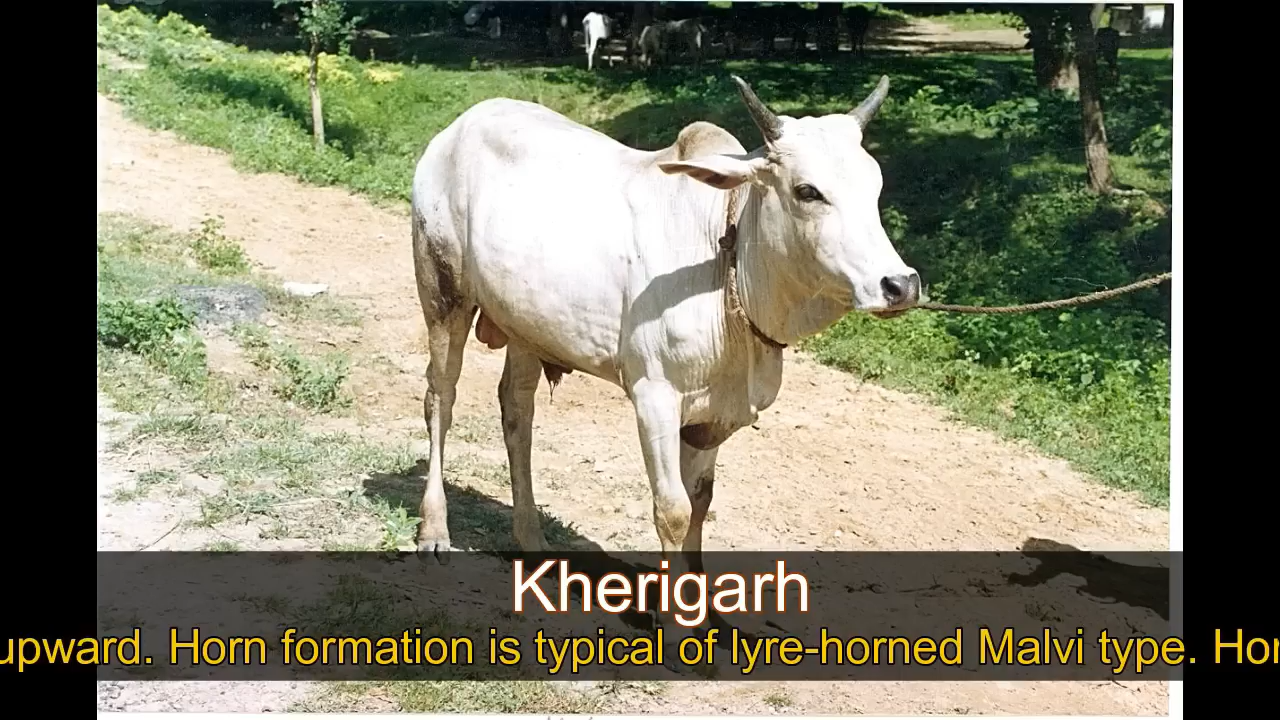 Kherigarh
upward. Horn formation is typical of lyre-horned Malvi type.